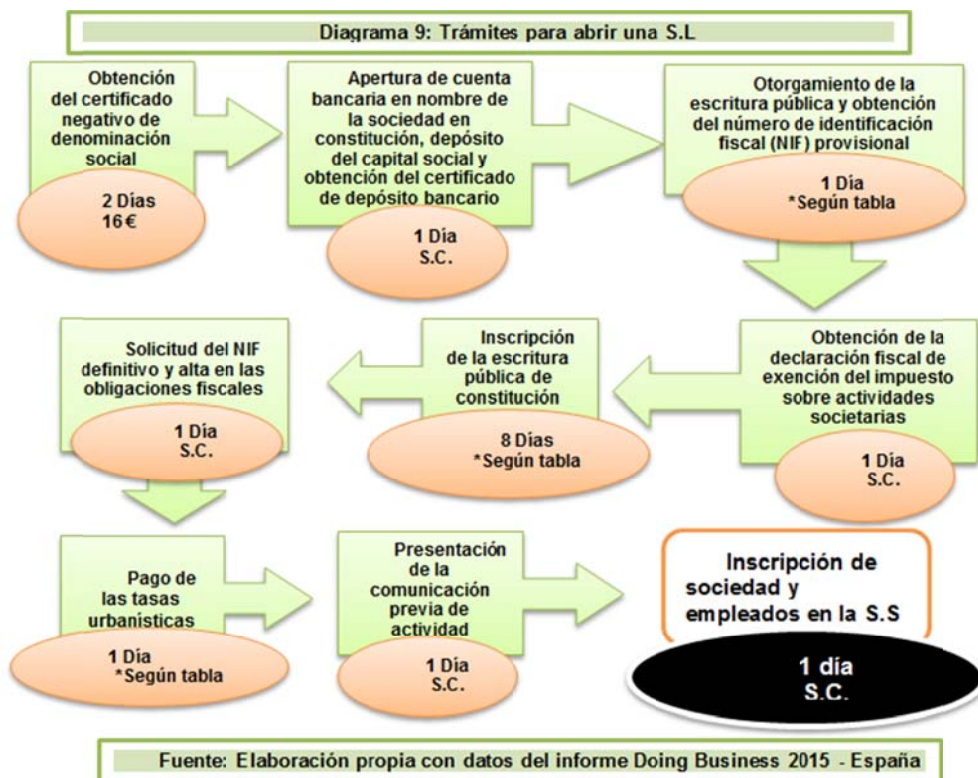 Diagrama 9: Trámites para abrir una S.L
Obtención
del certificado
negativo de
denominación
social
2 Días
16 €
Apertura de cuenta
bancaria en nombre de
la sociedad en
constitución, depósito
del capital social y
obtención del certificado
de depósito bancario
1 Día
S.C.
Otorgamiento de la
escritura pública y obtención
del número de identificación
fiscal (NIF) provisional
1 Día
*Según tabla
Obtención de la
declaración fiscal de
exención del impuesto
sobre actividades
societarias
1 Día
S.C.
Inscripción
de la escritura
pública de
constitución
8 Días
*Según tabla
Solicitud del NIF
definitivo y alta en las
obligaciones fiscales
1 Día
S.C.
Pago de
las tasas
urbanísticas
1 Día
*Según tabla
Presentación
de la
comunicación
previa de
actividad
1 Día
S.C.
Inscripción de
sociedad y
empleados en la S.S
1 día
S.C.
Fuente: Elaboración propia con datos del informe Doing Business 2015 - España